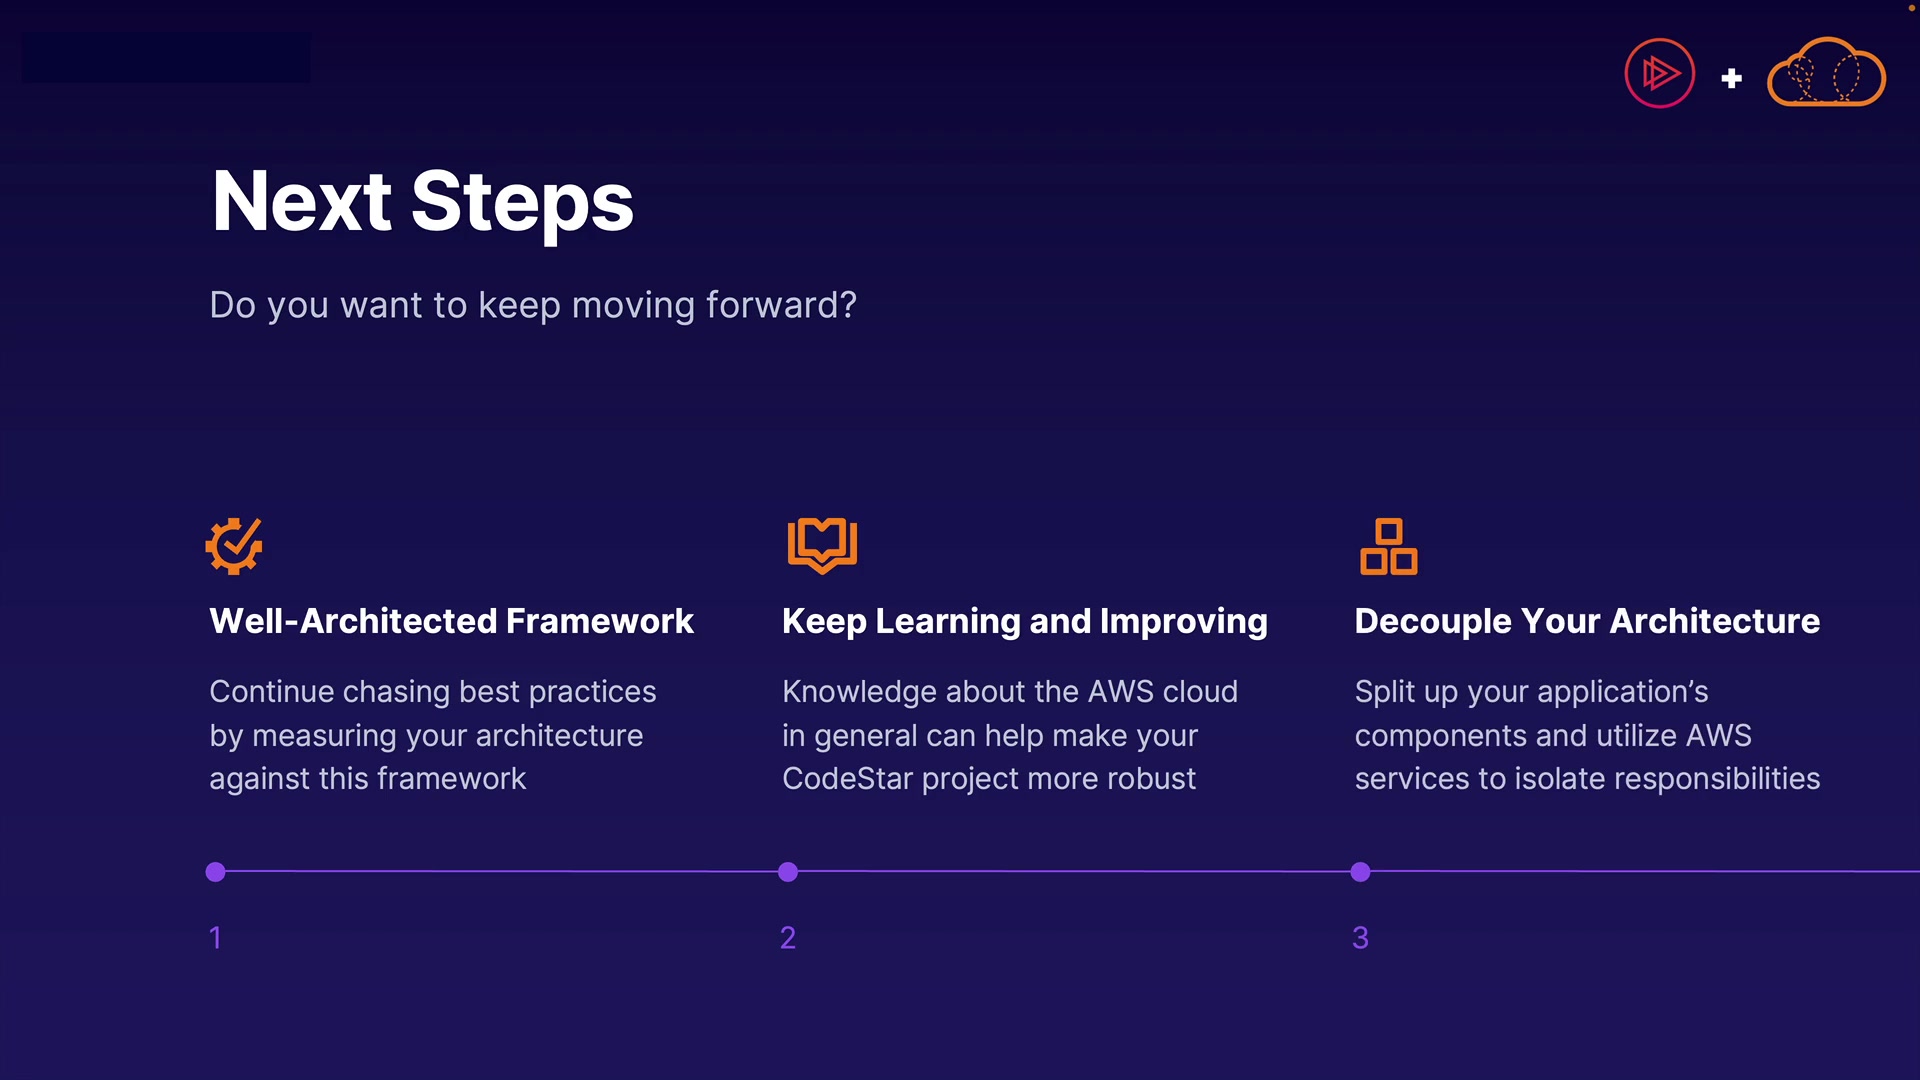 +
Next Steps
Do you want to keep moving forward?
Well-Architected Framework
Continue chasing best practices
by measuring your architecture
against this framework
Keep Learning and Improving
Knowledge about the AWS cloud
in general can help make your
CodeStar project more robust
Decouple Your Architecture
Split up your application’s
components and utilize AWS
services to isolate responsibilities
1
2
3